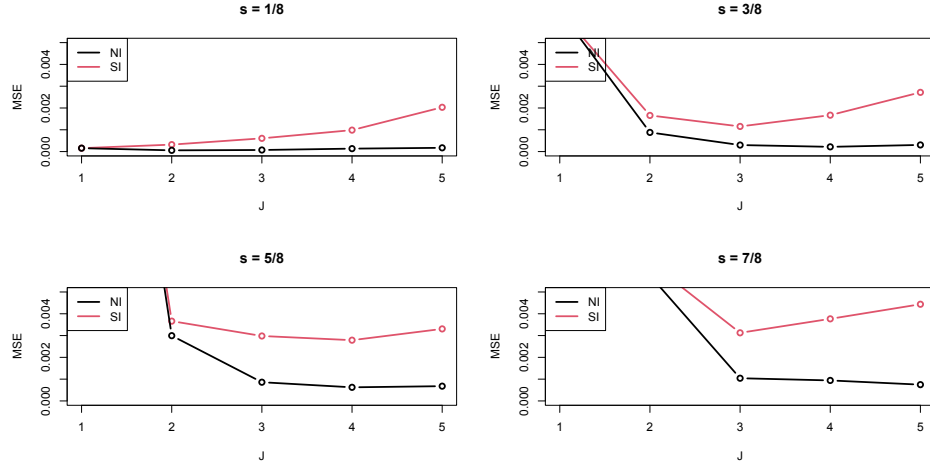 s = 1/8
MSE
0.000 0.002 0.004
NI
SI
1 2 3 4 5
J
s = 3/8
MSE
0.000 0.002 0.004
NI
SI
1 2 3 4 5
J
s = 5/8
MSE
0.000 0.002 0.004
NI
SI
1 2 3 4 5
J
s = 7/8
MSE
0.000 0.002 0.004
NI
SI
1 2 3 4 5
J